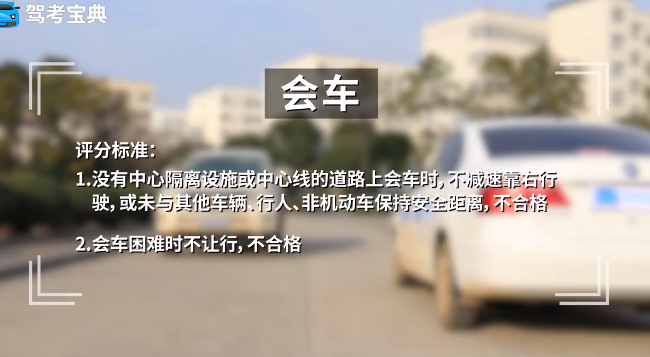 驾考宝典
会车
评分标准：
1.没有中心隔离设施或中心线的道路上会车时，不减速靠右行
驶，或未与其他车辆、行人、非机动车保持安全距离，不合格
2.会车困难时不让行，不合格